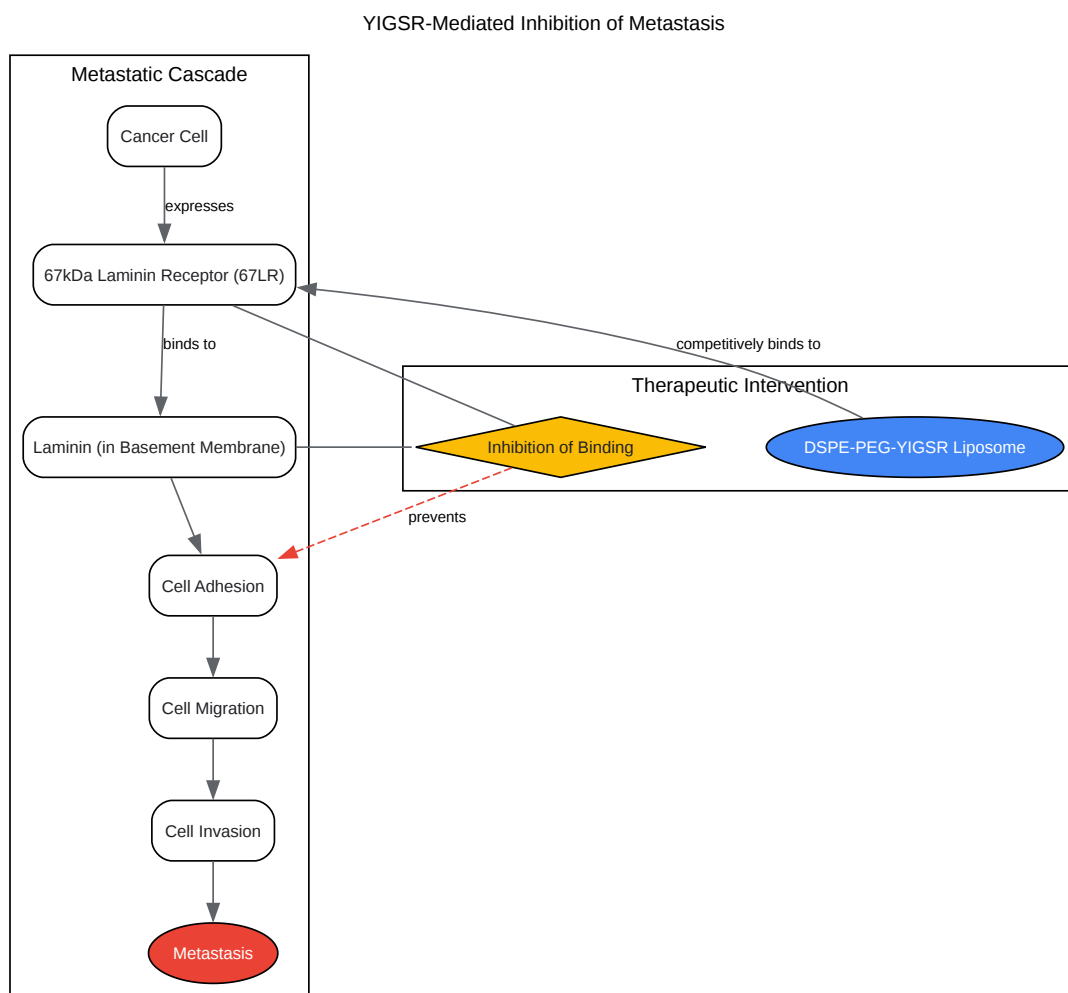 YIGSR-Mediated Inhibition of Metastasis
Metastatic Cascade
Cancer Cell
expresses
67kDa Laminin Receptor (67LR)
binds to
competitively binds to
Therapeutic Intervention
Laminin (in Basement Membrane)
Inhibition of Binding
DSPE-PEG-YIGSR Liposome
prevents
Cell Adhesion
Cell Migration
Cell Invasion
Metastasis